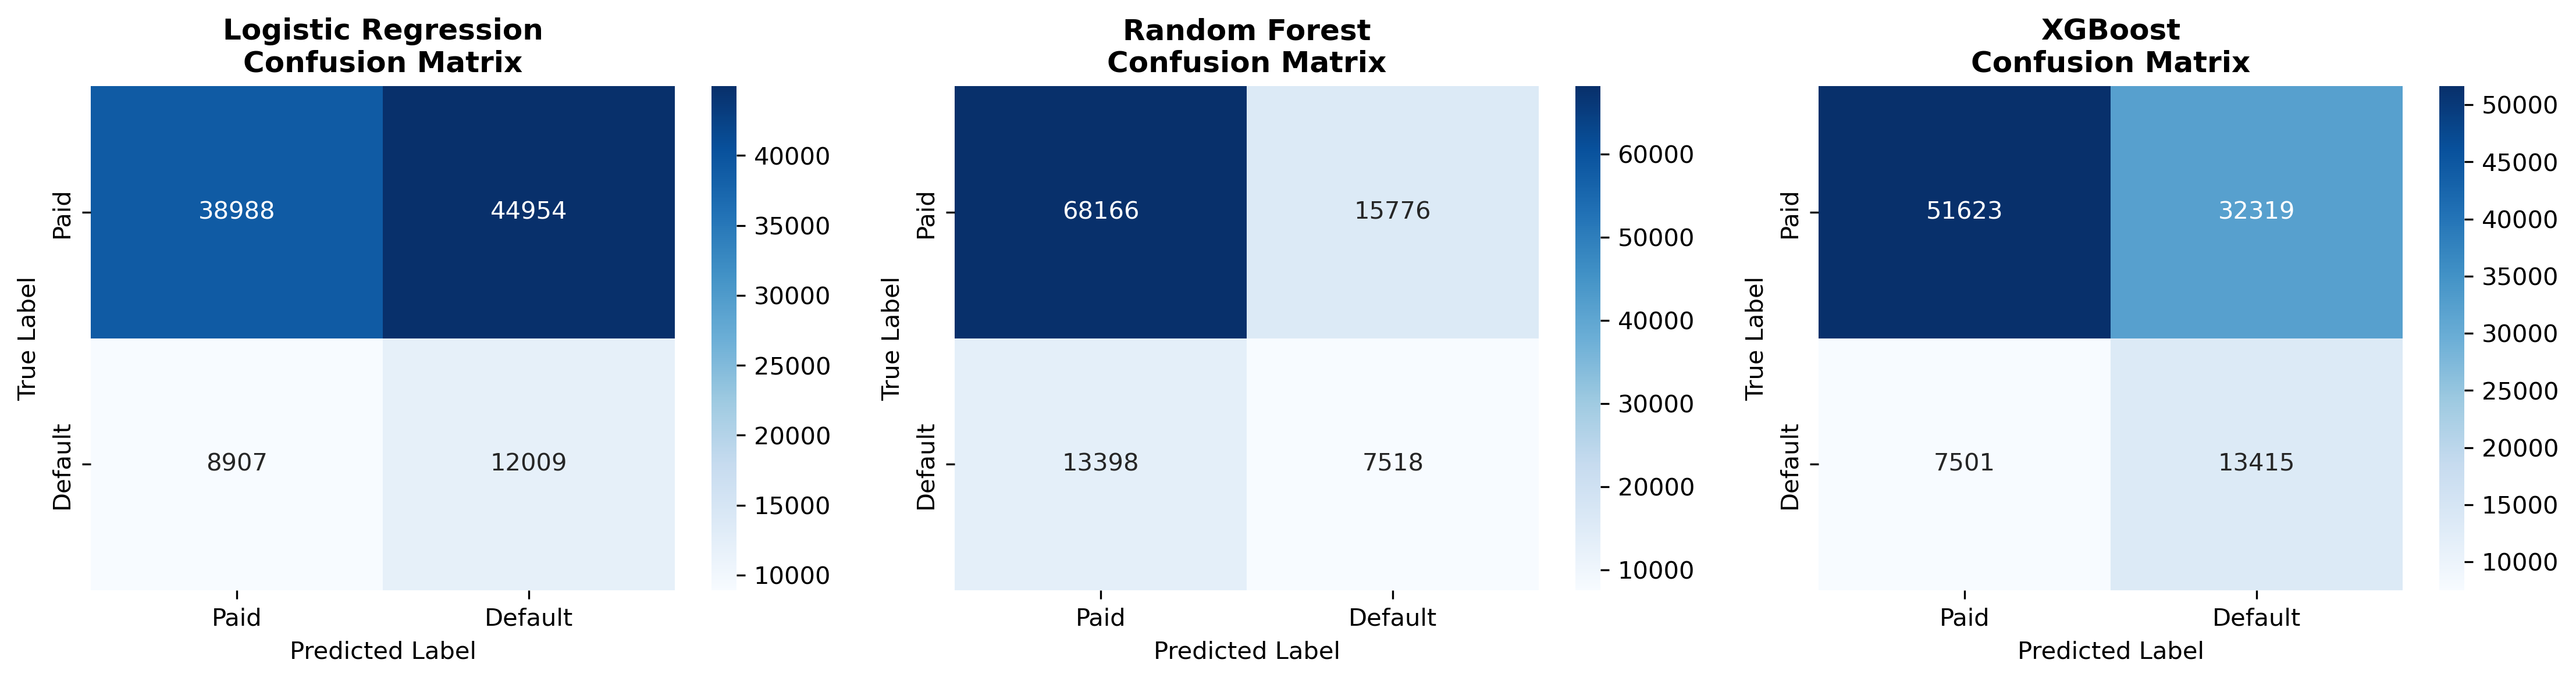 Logistic Regression
Confusion Matrix
True Label
Paid
Default
38988
44954
8907
12009
Paid
Default
Predicted Label
40000
35000
30000
25000
20000
15000
10000
Random Forest
Confusion Matrix
True Label
Paid
Default
68166
15776
13398
7518
Paid
Default
Predicted Label
60000
50000
40000
30000
20000
10000
XGBoost
Confusion Matrix
True Label
Paid
Default
51623
32319
7501
13415
Paid
Default
Predicted Label
50000
45000
40000
35000
30000
25000
20000
15000
10000